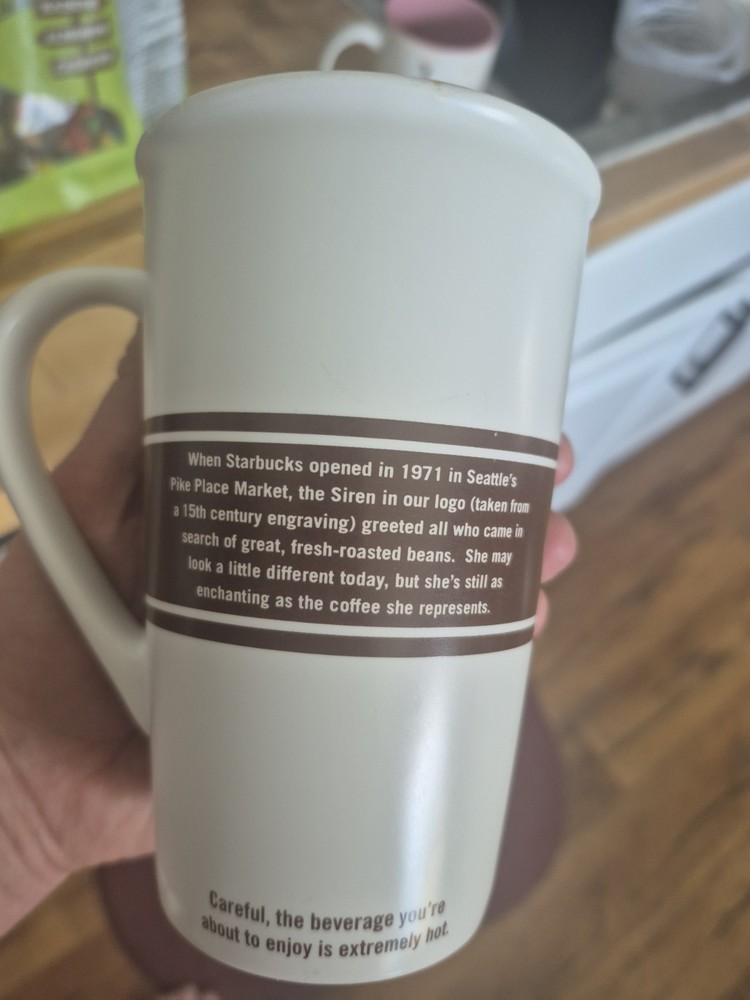 When Starbucks opened in 1971 in Seattle's
Pike Place Market, the Siren in our logo (taken from
a 15th century engraving) greeted all who came in
search of great, fresh-roasted beans. She may
look a little different today, but she's still as
enchanting as the coffee she represents.
Careful, the beverage you're
about to enjoy is extremely hot.